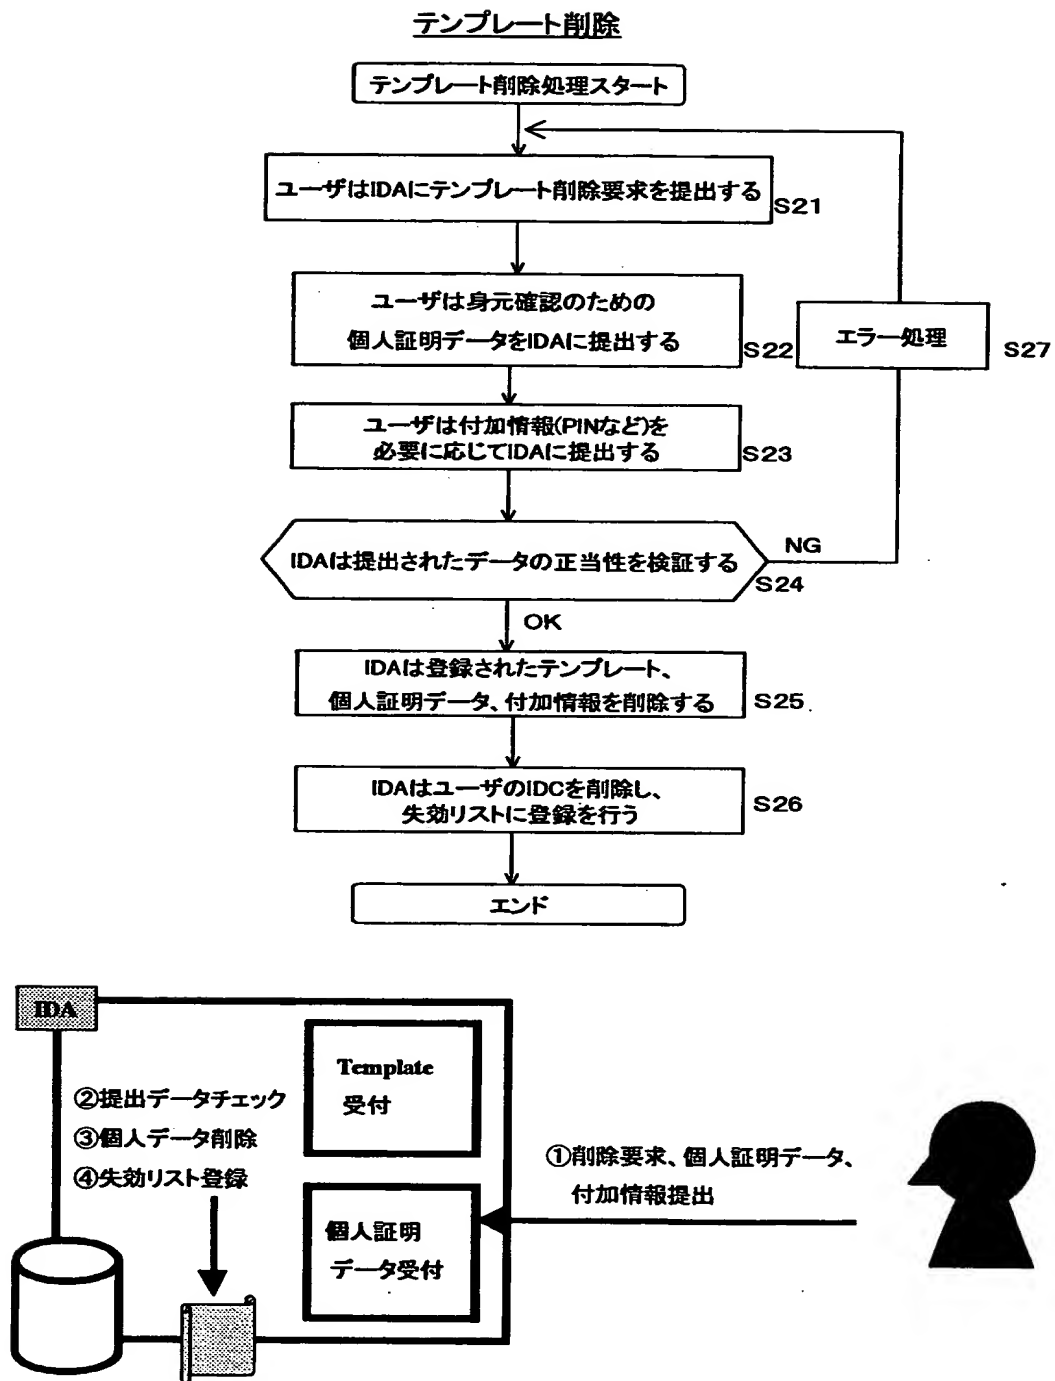 テンプレート削除
テンプレート削除処理スタート
ユーザはIDAにテンプレート削除要求を提出する
S21
ユーザは身元確認のための
個人証明データをIDAに提出する
S22
エラー処理
S27
ユーザは付加情報(PINなど)を
必要に応じてIDAに提出する
S23
IDAは提出されたデータの正当性を検証する
NG
S24
OK
IDAは登録されたテンプレート、
個人証明データ、付加情報を削除する
S25
IDAはユーザのIDCを削除し、
失効リストに登録を行う
S26
エンド
IDA
Template
受付
②提出データチェック
③個人データ削除
④失効リスト登録
①削除要求、個人証明データ、
付加情報提出
個人証明
データ受付